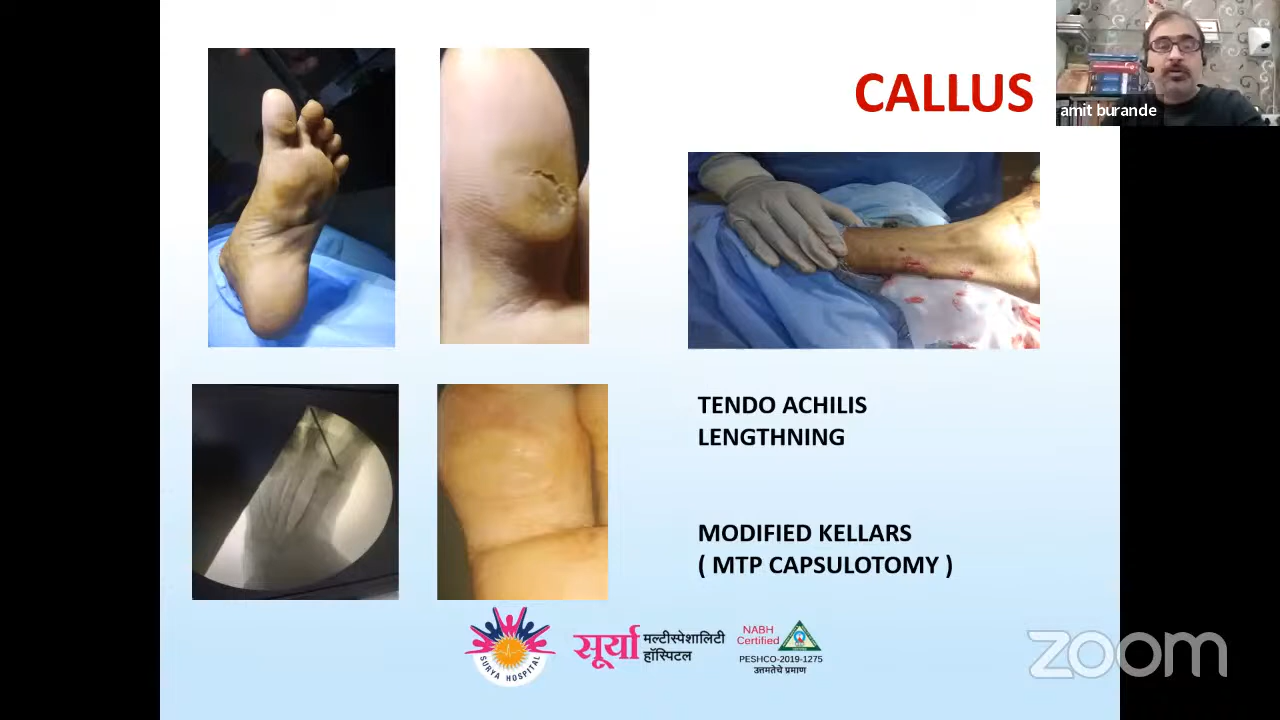 CALLUS
amit burande
TENDO ACHILIS
LENGTHNING
MODIFIED KELLARS
( MTP CAPSULOTOMY )
SURYA HOSPITAL
सूर्या
मल्टीस्पेशालिटी
हॉस्पिटल
NABH
Certified
PESHCO-2019-1275
उत्तमतेचे प्रमाण
zoom